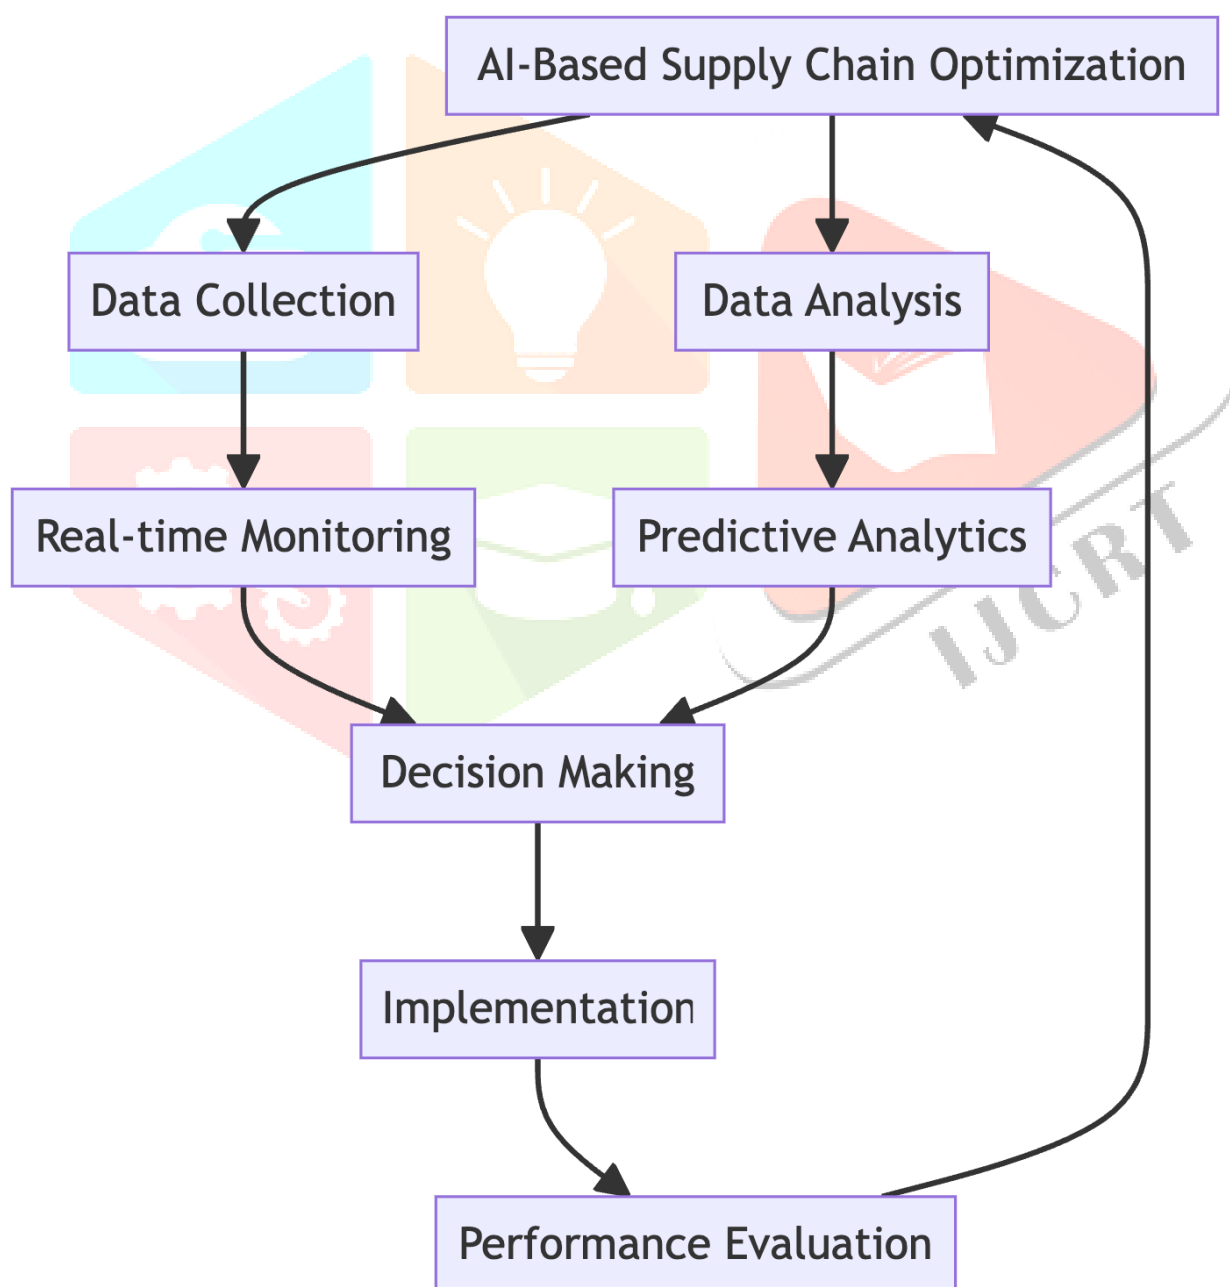 AI-Based Supply Chain Optimization
Data Collection
Data Analysis
Real-time Monitoring
Predictive Analytics
IJCRT
Decision Making
Implementation
Performance Evaluation